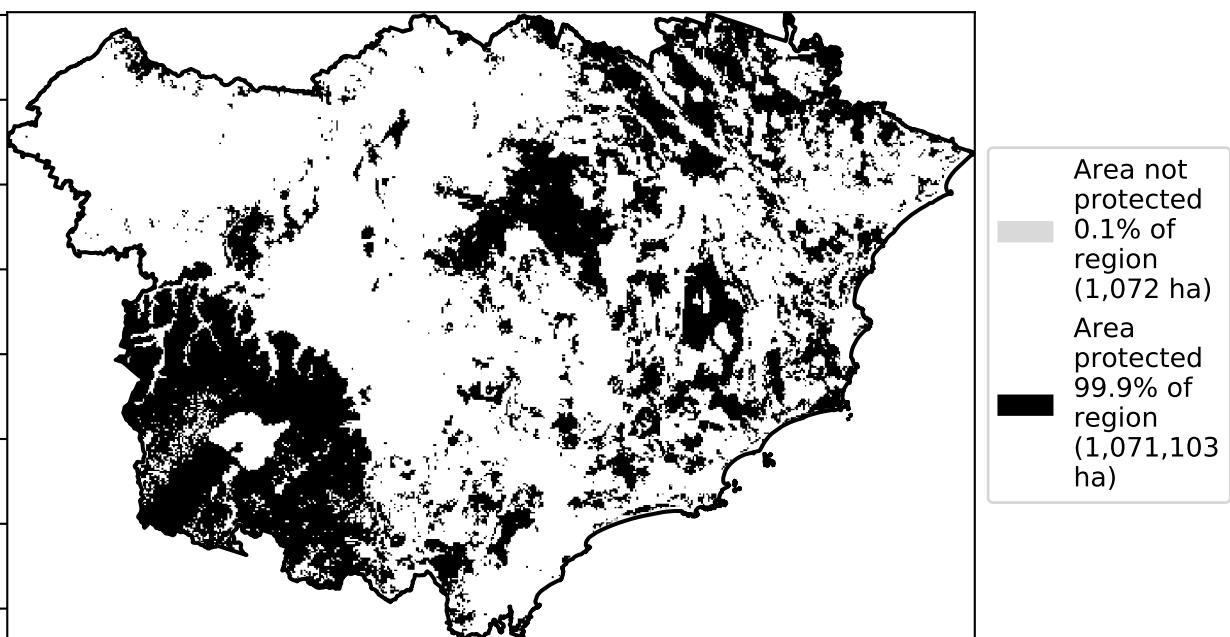 Area not
protected
0.1% of
region
(1,072 ha)
Area
protected
99.9% of
region
(1,071,103
ha)